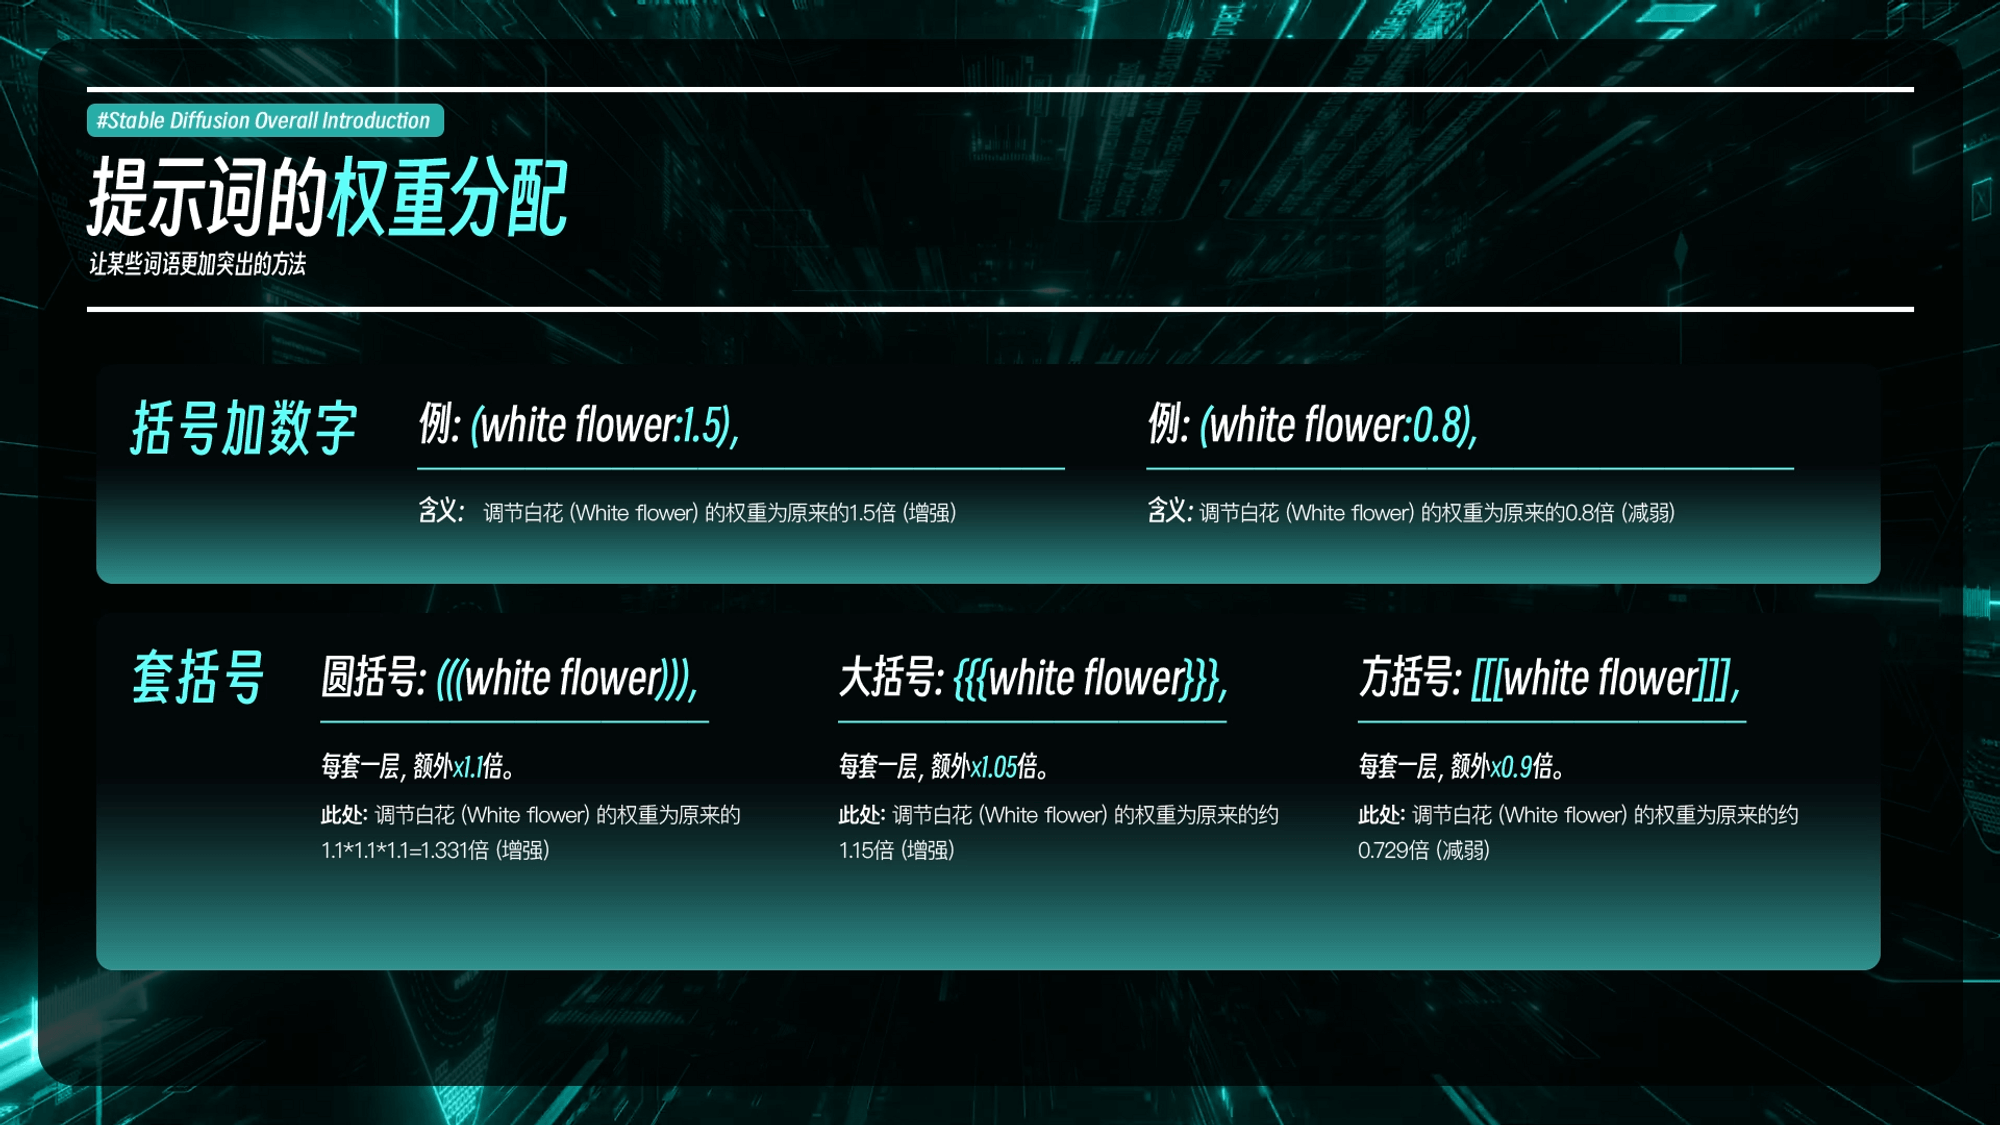 #Stable Diffusion Overall Introduction
提示词的权重分配
让某些词语更加突出的方法
括号加数字
例: (white flower:1.5),
含义: 调节白花 (White flower) 的权重为原来的1.5倍 (增强)
例: (white flower:0.8),
含义: 调节白花 (White flower) 的权重为原来的0.8倍 (减弱)
套括号
圆括号: (((white flower))),
每套一层, 额外x1.1倍。
此处: 调节白花 (White flower) 的权重为原来的
1.1*1.1*1.1=1.331倍 (增强)
大括号: {{{white flower}}},
每套一层, 额外x1.05倍。
此处: 调节白花 (White flower) 的权重为原来的约
1.15倍 (增强)
方括号: [[[white flower]]],
每套一层, 额外x0.9倍。
此处: 调节白花 (White flower) 的权重为原来的约
0.729倍 (减弱)